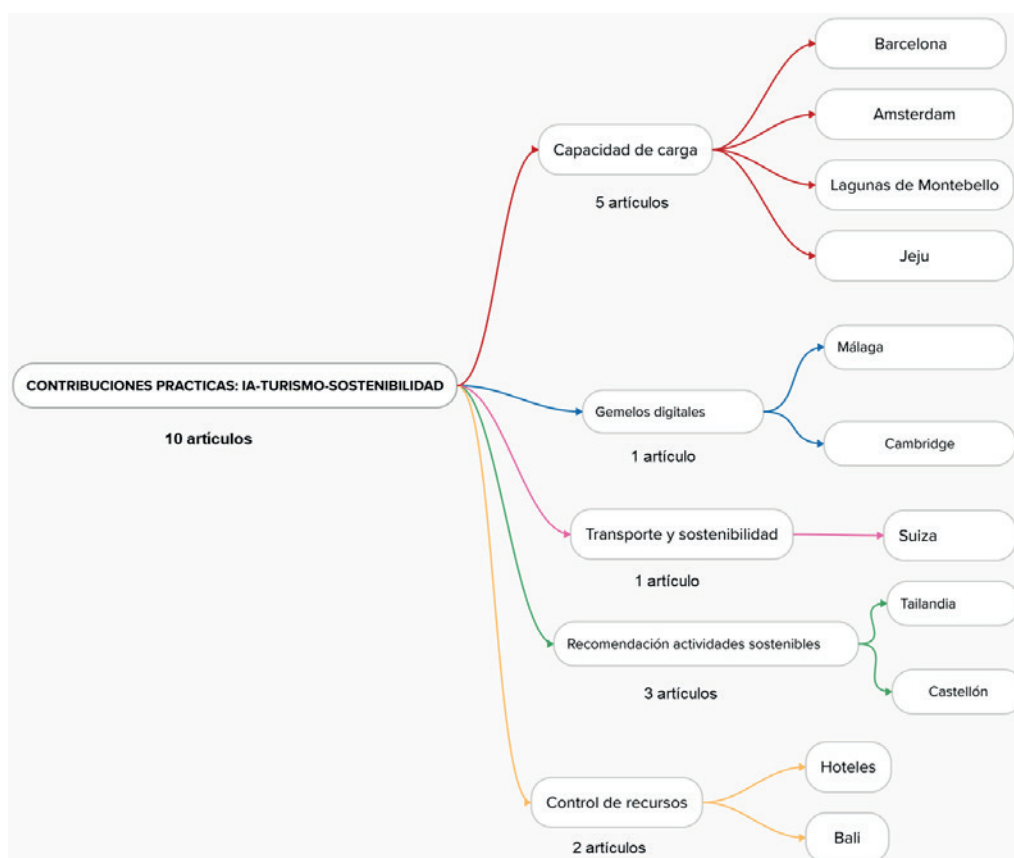 CONTRIBUCIONES PRACTICAS: IA-TURISMO-SOSTENIBILIDAD
10 artículos
Capacidad de carga
5 artículos
Barcelona
Amsterdam
Lagunas de Montebello
Jeju
Gemelos digitales
1 artículo
Málaga
Cambridge
Transporte y sostenibilidad
1 artículo
Suiza
Recomendación actividades sostenibles
3 artículos
Tailandia
Castellón
Control de recursos
2 artículos
Hoteles
Bali